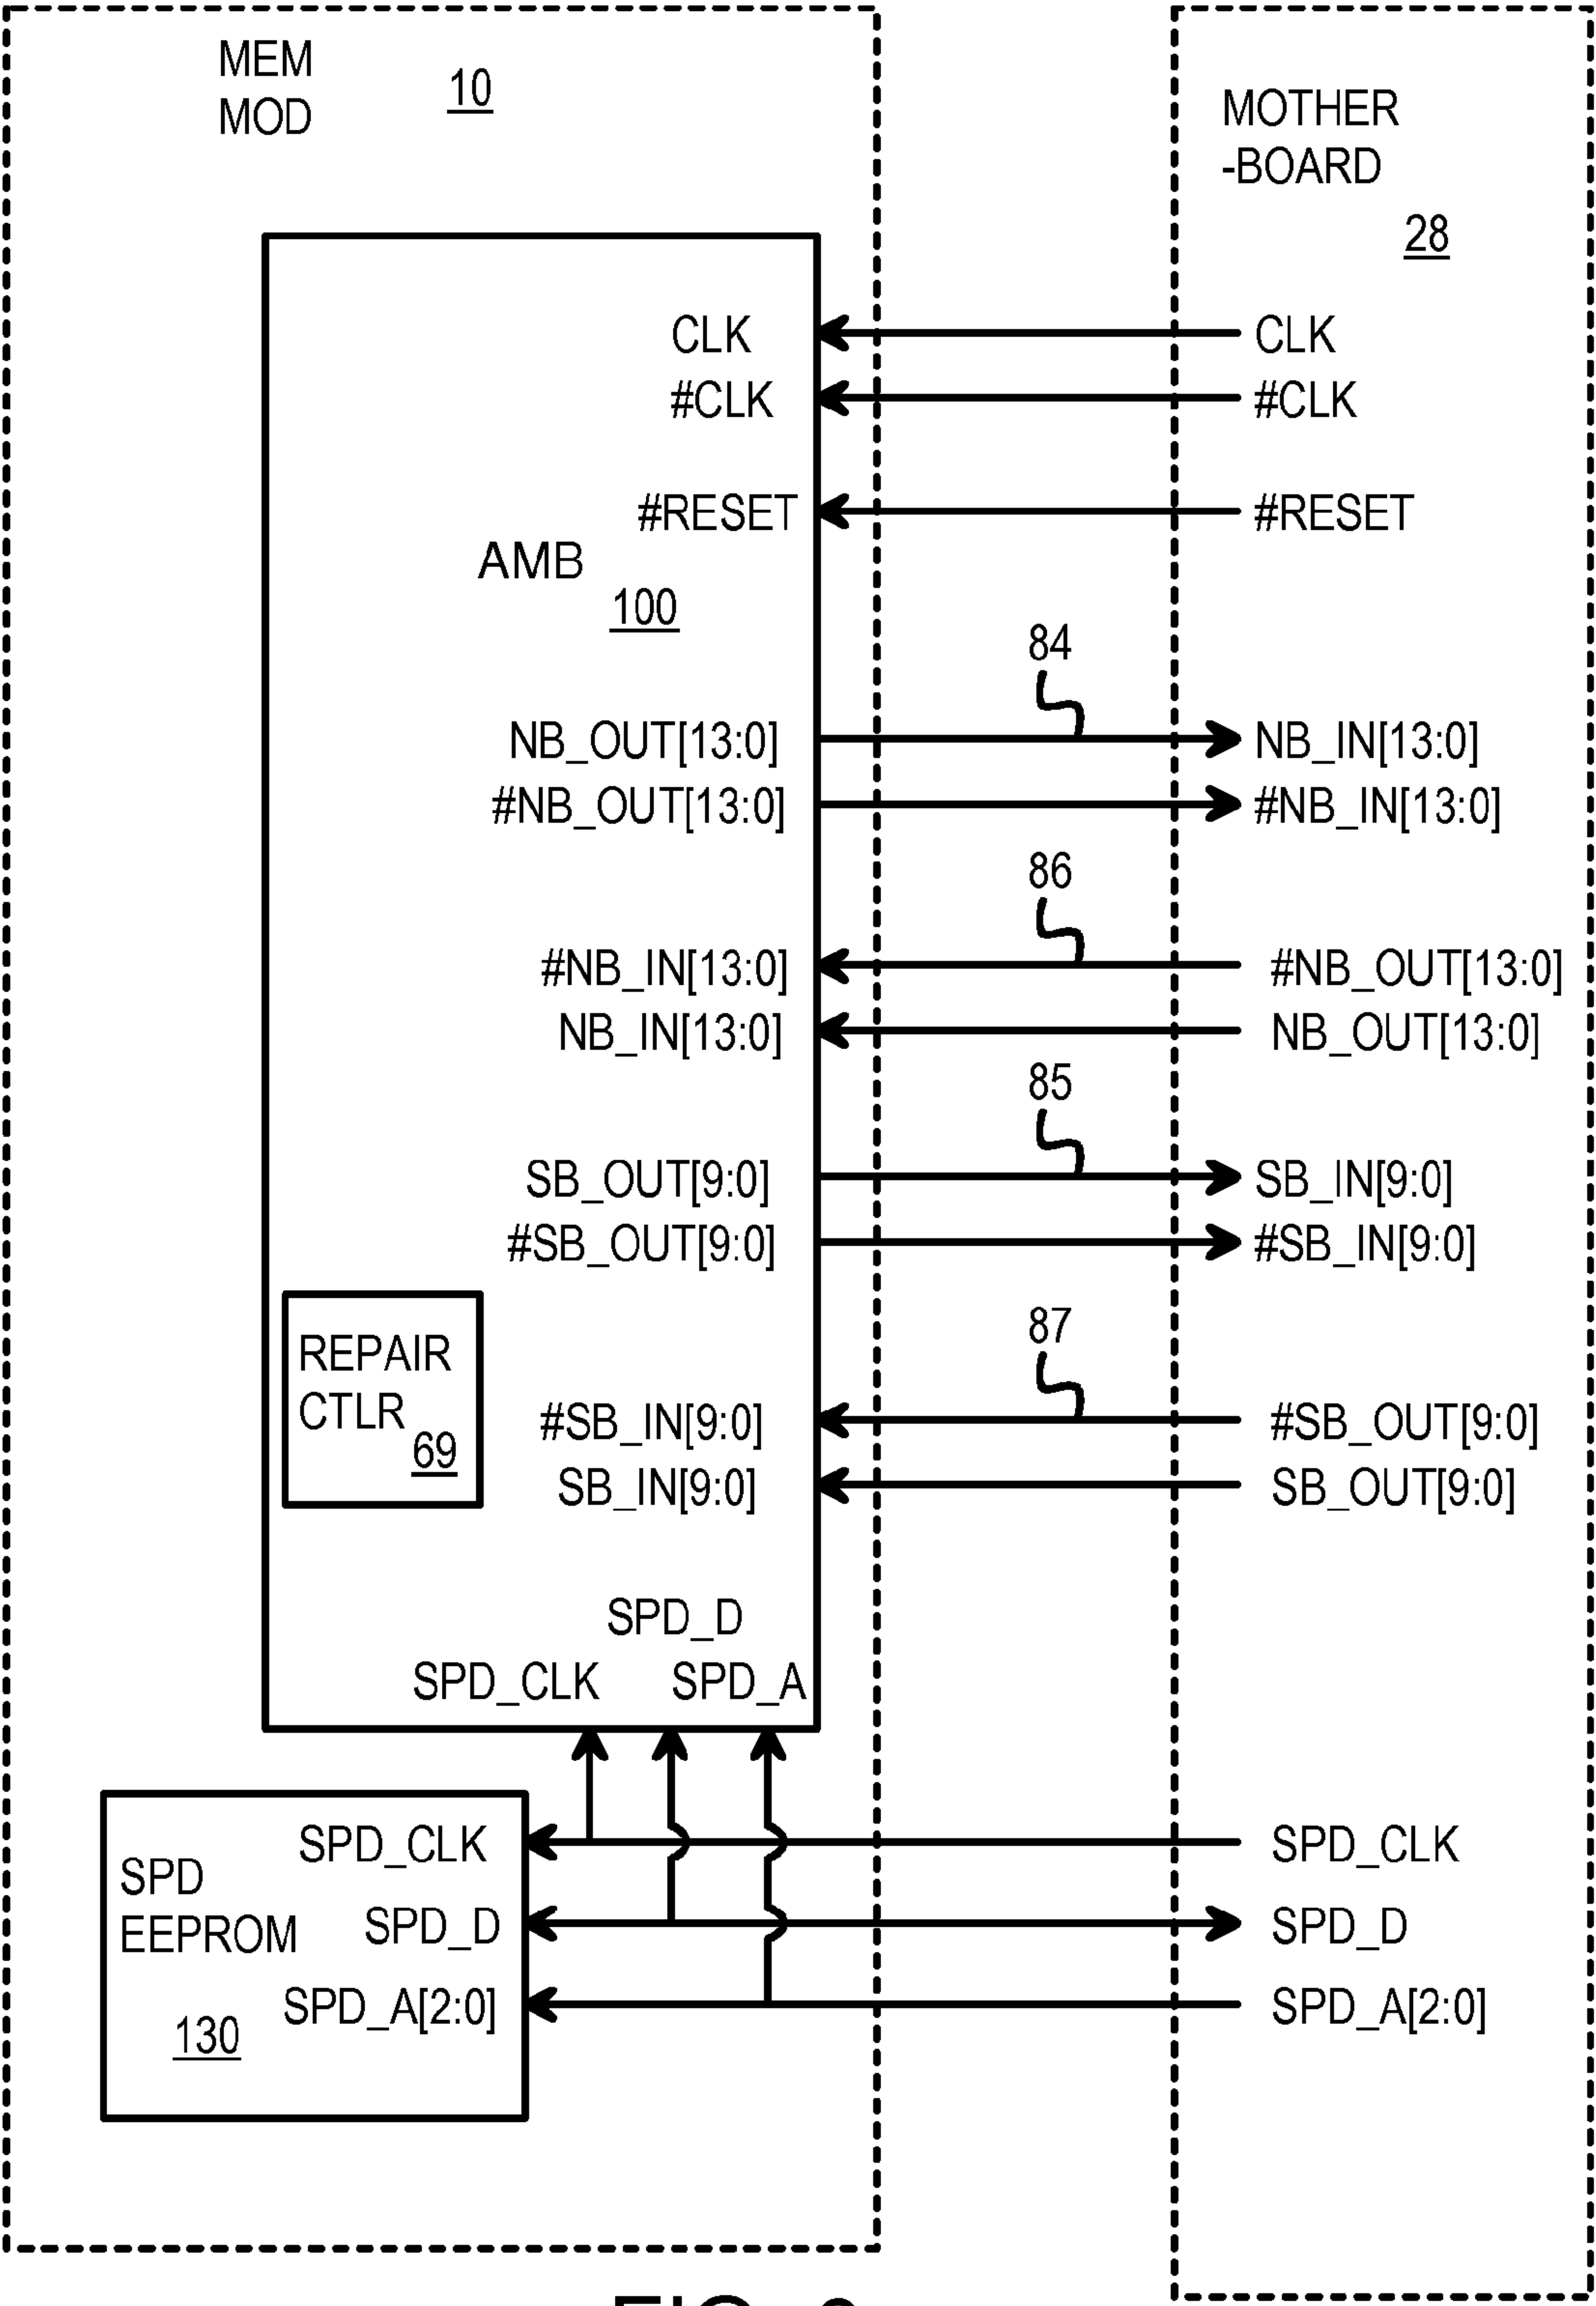 MEM
MOD
10
MOTHER
-BOARD
28
CLK
CLK
#CLK
#CLK
#RESET
#RESET
AMB
100
84
NB_OUT[13:0]
NB_IN[13:0]
#NB_OUT[13:0]
#NB_IN[13:0]
86
#NB_IN[13:0]
#NB_OUT[13:0]
NB_IN[13:0]
NB_OUT[13:0]
85
SB_OUT[9:0]
SB_IN[9:0]
#SB_OUT[9:0]
#SB_IN[9:0]
87
REPAIR
CTLR
69
#SB_IN[9:0]
#SB_OUT[9:0]
SB_IN[9:0]
SB_OUT[9:0]
SPD_D
SPD_CLK
SPD_A
SPD_CLK
SPD_CLK
SPD
EEPROM
130
SPD_D
SPD_D
SPD_A[2:0]
SPD_A[2:0]